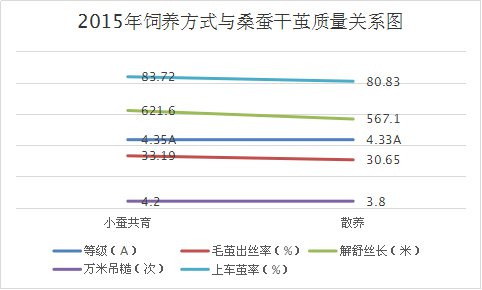 2015年饲养方式与桑蚕干茧质量关系图
83.72 80.83
621.6 567.1
4.35A 4.33A
33.19 30.65
4.2 3.8
小蚕共育 散养
等级（A） 毛茧出丝率（%） 解舒丝长（米）
万米吊糙（次） 上车茧率（%）